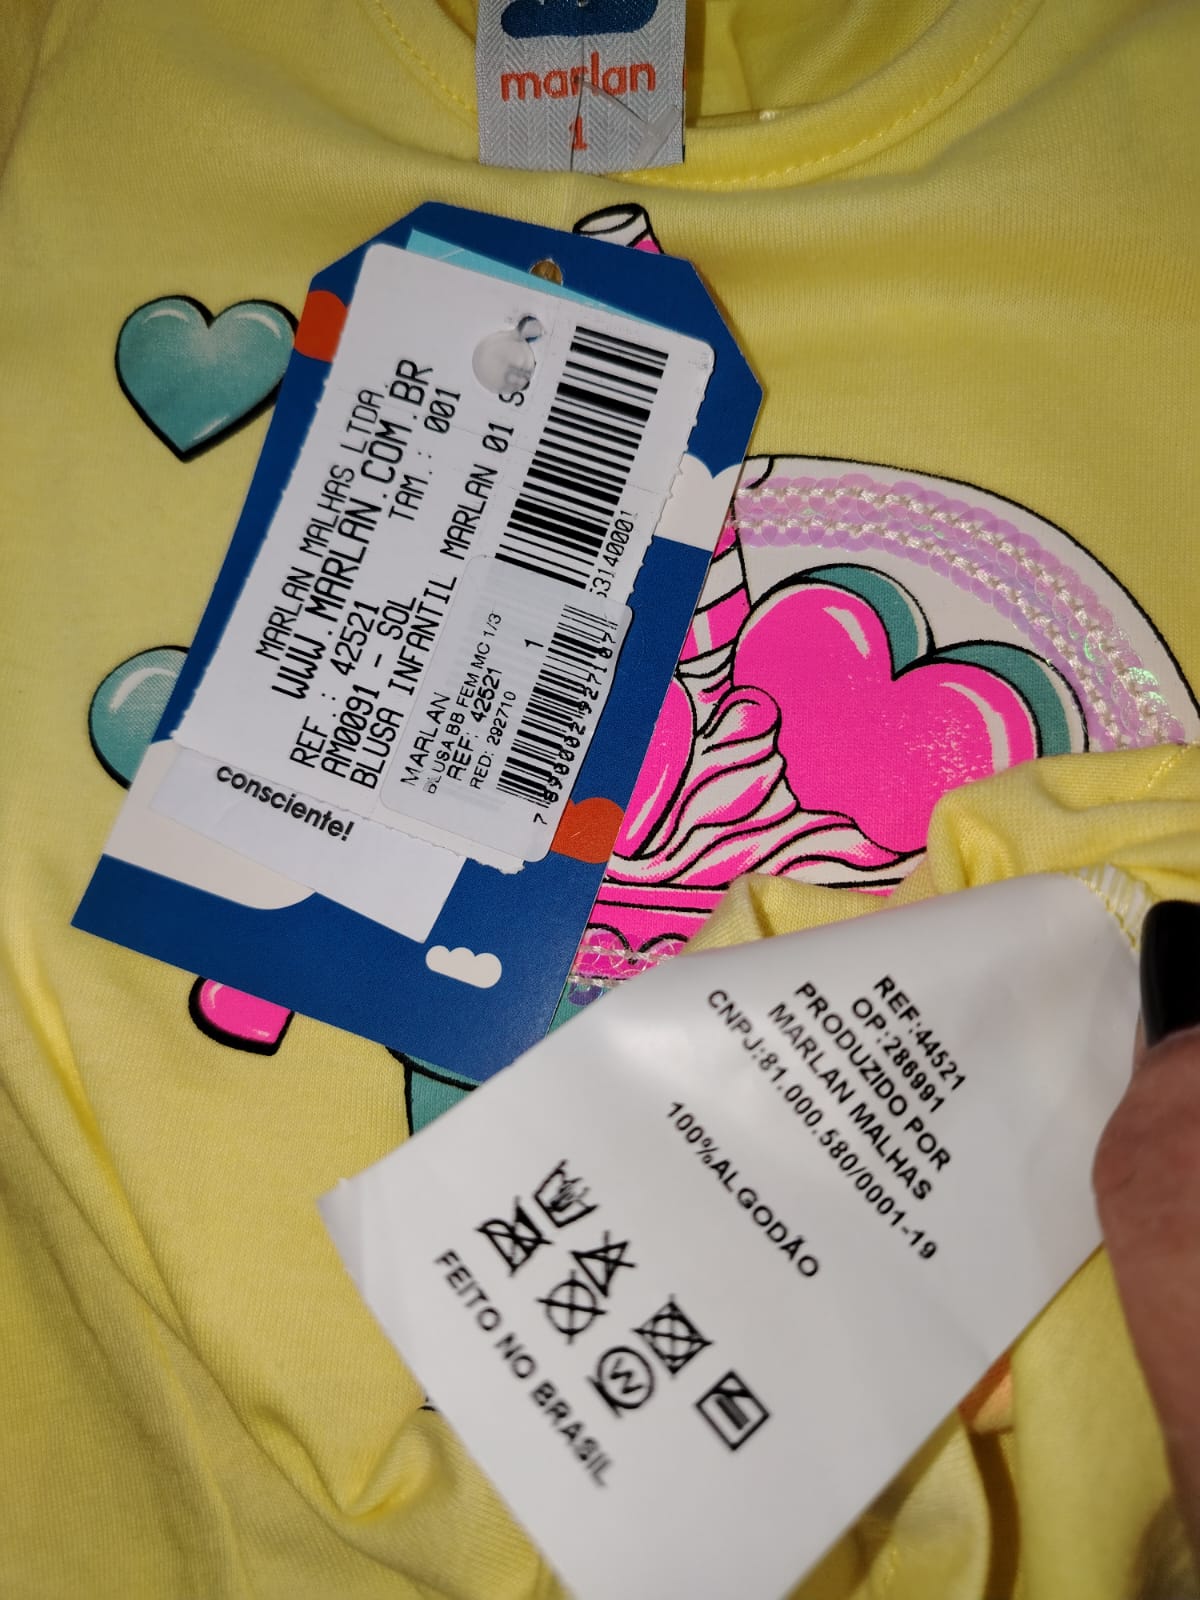 marlan
1
MARLAN MALHAS LTDA
WWW.MARLAN.COM.BR
REF.: 42521 TAM.: 001
AM0091 - SOL
BLUSA INFANTIL MARLAN 01
53140001
MARLAN
BLUSA BB FEM MC 1/3
REF: 42521 1
RED: 292710
consciente!
REF:44521
OP:286991
PRODUZIDO POR
MARLAN MALHAS
CNPJ:81.000.580/0001-19
100%ALGODÃO
W
FEITO NO BRASIL